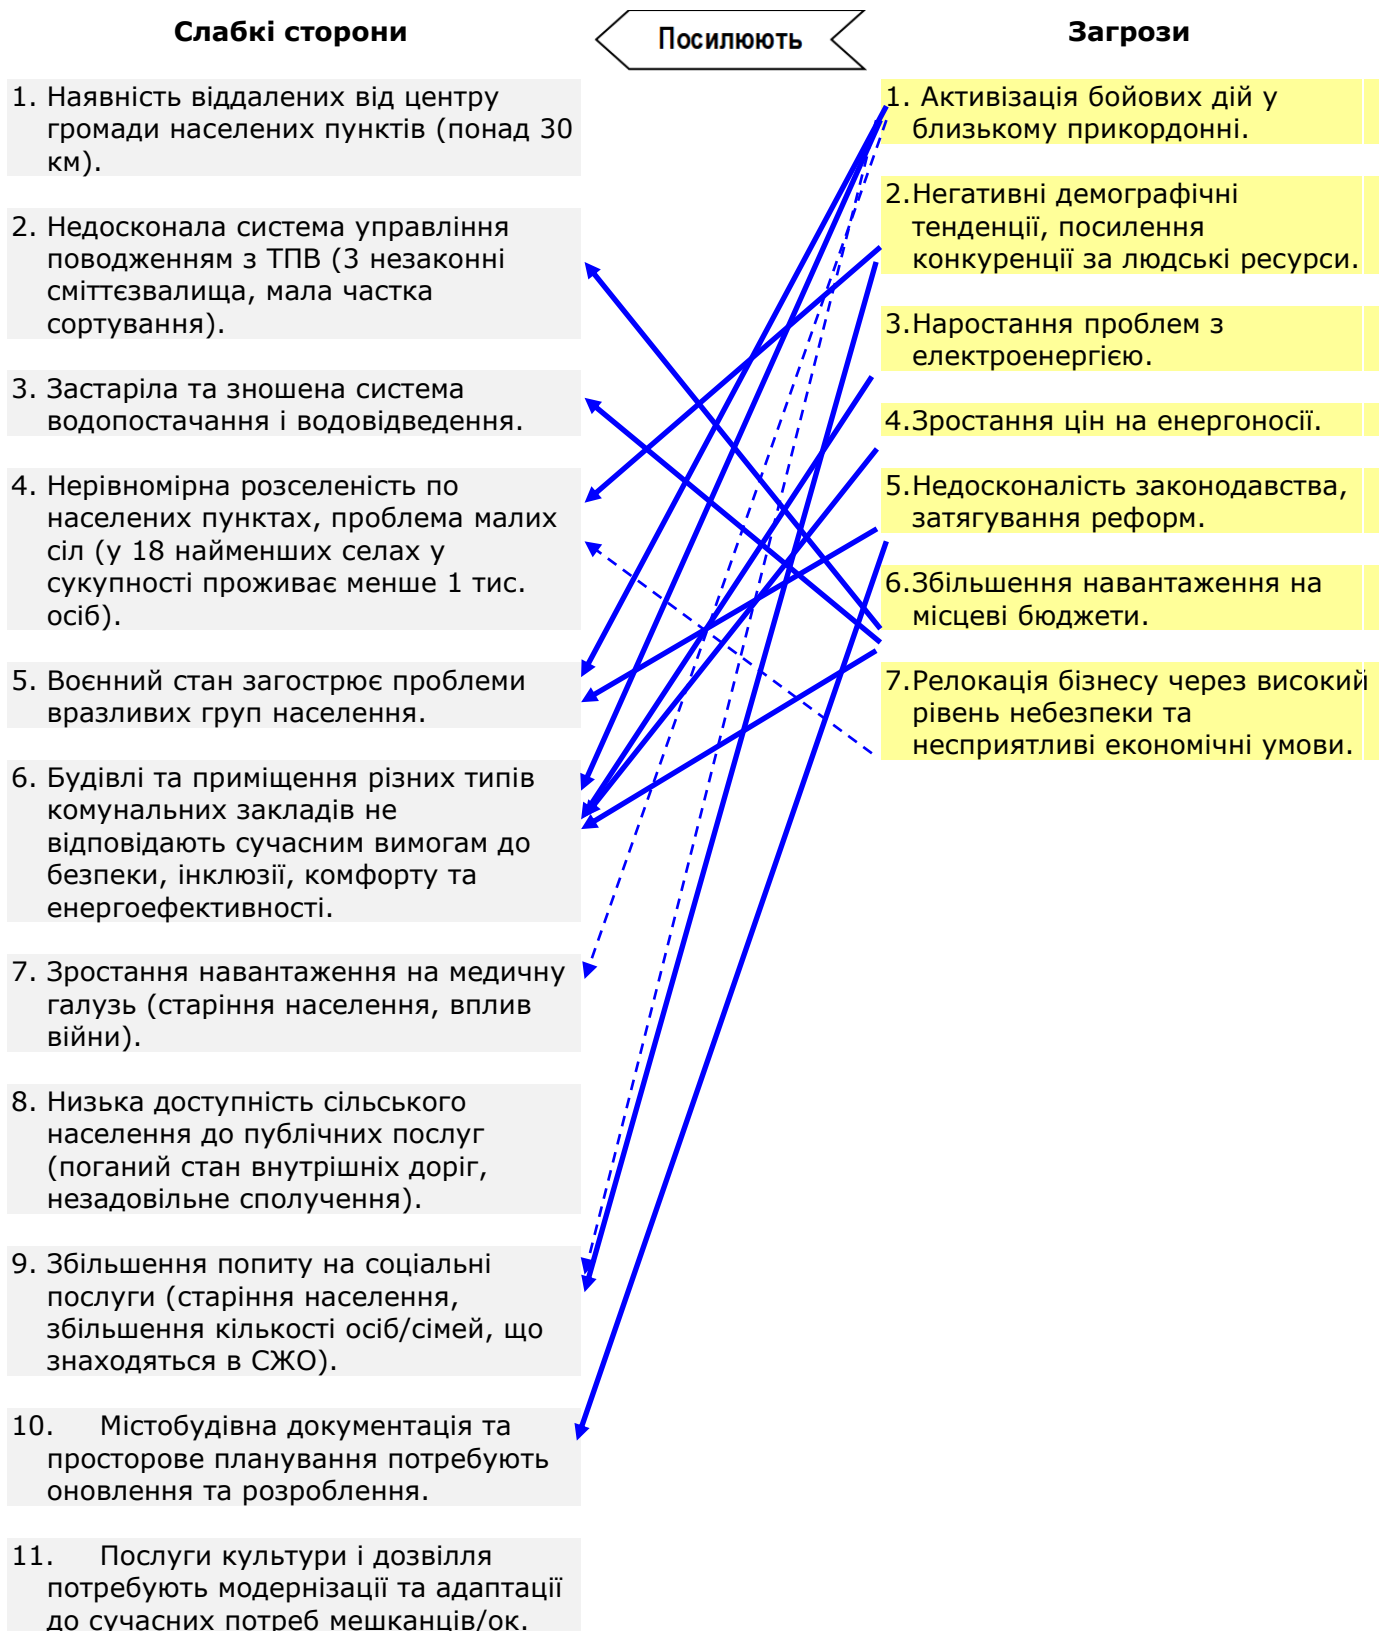 Слабкі сторони
Посилюють
Загрози
1. Наявність віддалених від центру
громади населених пунктів (понад 30
км).
2. Недосконала система управління
поводженням з ТПВ (3 незаконні
сміттєзвалища, мала частка
сортування).
3. Застаріла та зношена система
водопостачання і водовідведення.
4. Нерівномірна розселеність по
населених пунктах, проблема малих
сіл (у 18 найменших селах у
сукупності проживає менше 1 тис.
осіб).
5. Воєнний стан загострює проблеми
вразливих груп населення.
6. Будівлі та приміщення різних типів
комунальних закладів не
відповідають сучасним вимогам до
безпеки, інклюзії, комфорту та
енергоефективності.
7. Зростання навантаження на медичну
галузь (старіння населення, вплив
війни).
8. Низька доступність сільського
населення до публічних послуг
(поганий стан внутрішніх доріг,
незадовільне сполучення).
9. Збільшення попиту на соціальні
послуги (старіння населення,
збільшення кількості осіб/сімей, що
знаходяться в СЖО).
10. Містобудівна документація та
просторове планування потребують
оновлення та розроблення.
11. Послуги культури і дозвілля
потребують модернізації та адаптації
до сучасних потреб мешканців/ок.
1. Активізація бойових дій у
близькому прикордонні.
2.Негативні демографічні
тенденції, посилення
конкуренції за людські ресурси.
3.Наростання проблем з
електроенергією.
4.Зростання цін на енергоносії.
5.Недосконалість законодавства,
затягування реформ.
6.Збільшення навантаження на
місцеві бюджети.
7.Релокація бізнесу через високий
рівень небезпеки та
несприятливі економічні умови.